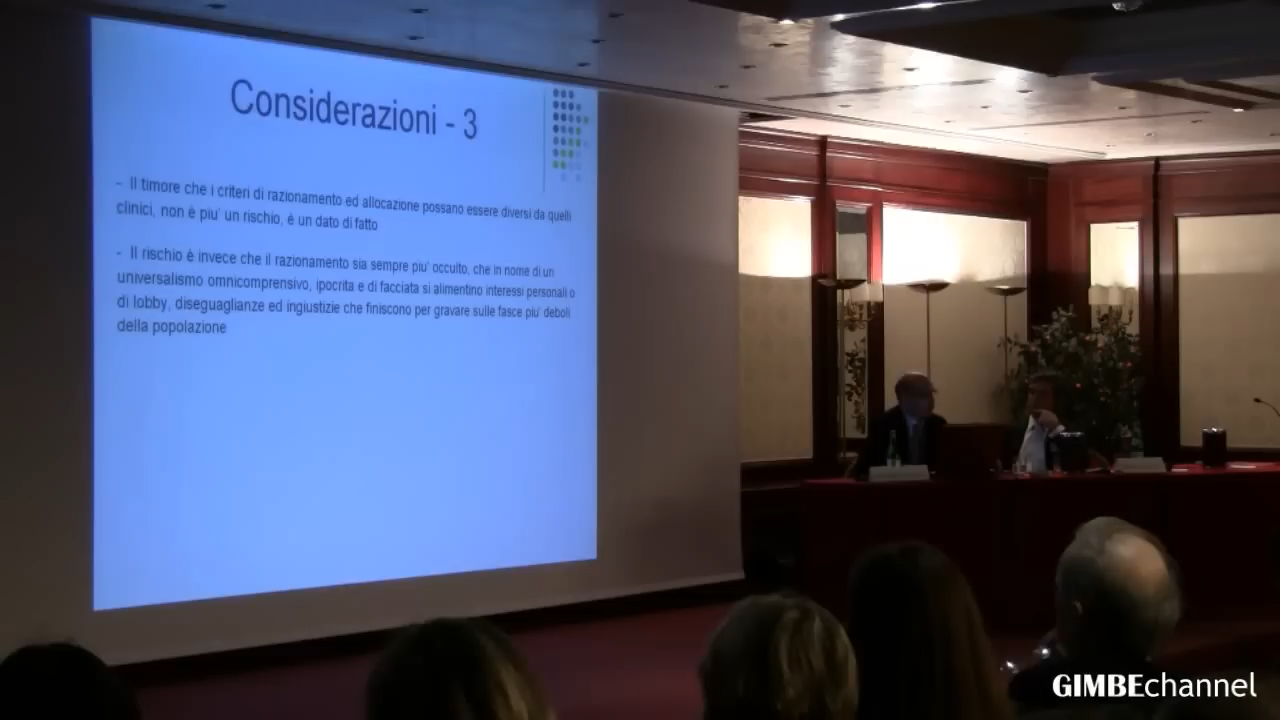 Considerazioni - 3
- Il timore che i criteri di razionamento ed allocazione possano essere diversi da quelli
clinici, non è piu' un rischio, è un dato di fatto
- Il rischio è invece che il razionamento sia sempre piu' occulto, che in nome di un
universalismo omnicomprensivo, ipocrita e di facciata si alimentino interessi personali o
di lobby, diseguaglianze ed ingiustizie che finiscono per gravare sulle fasce piu' deboli
della popolazione
GIMBEchannel